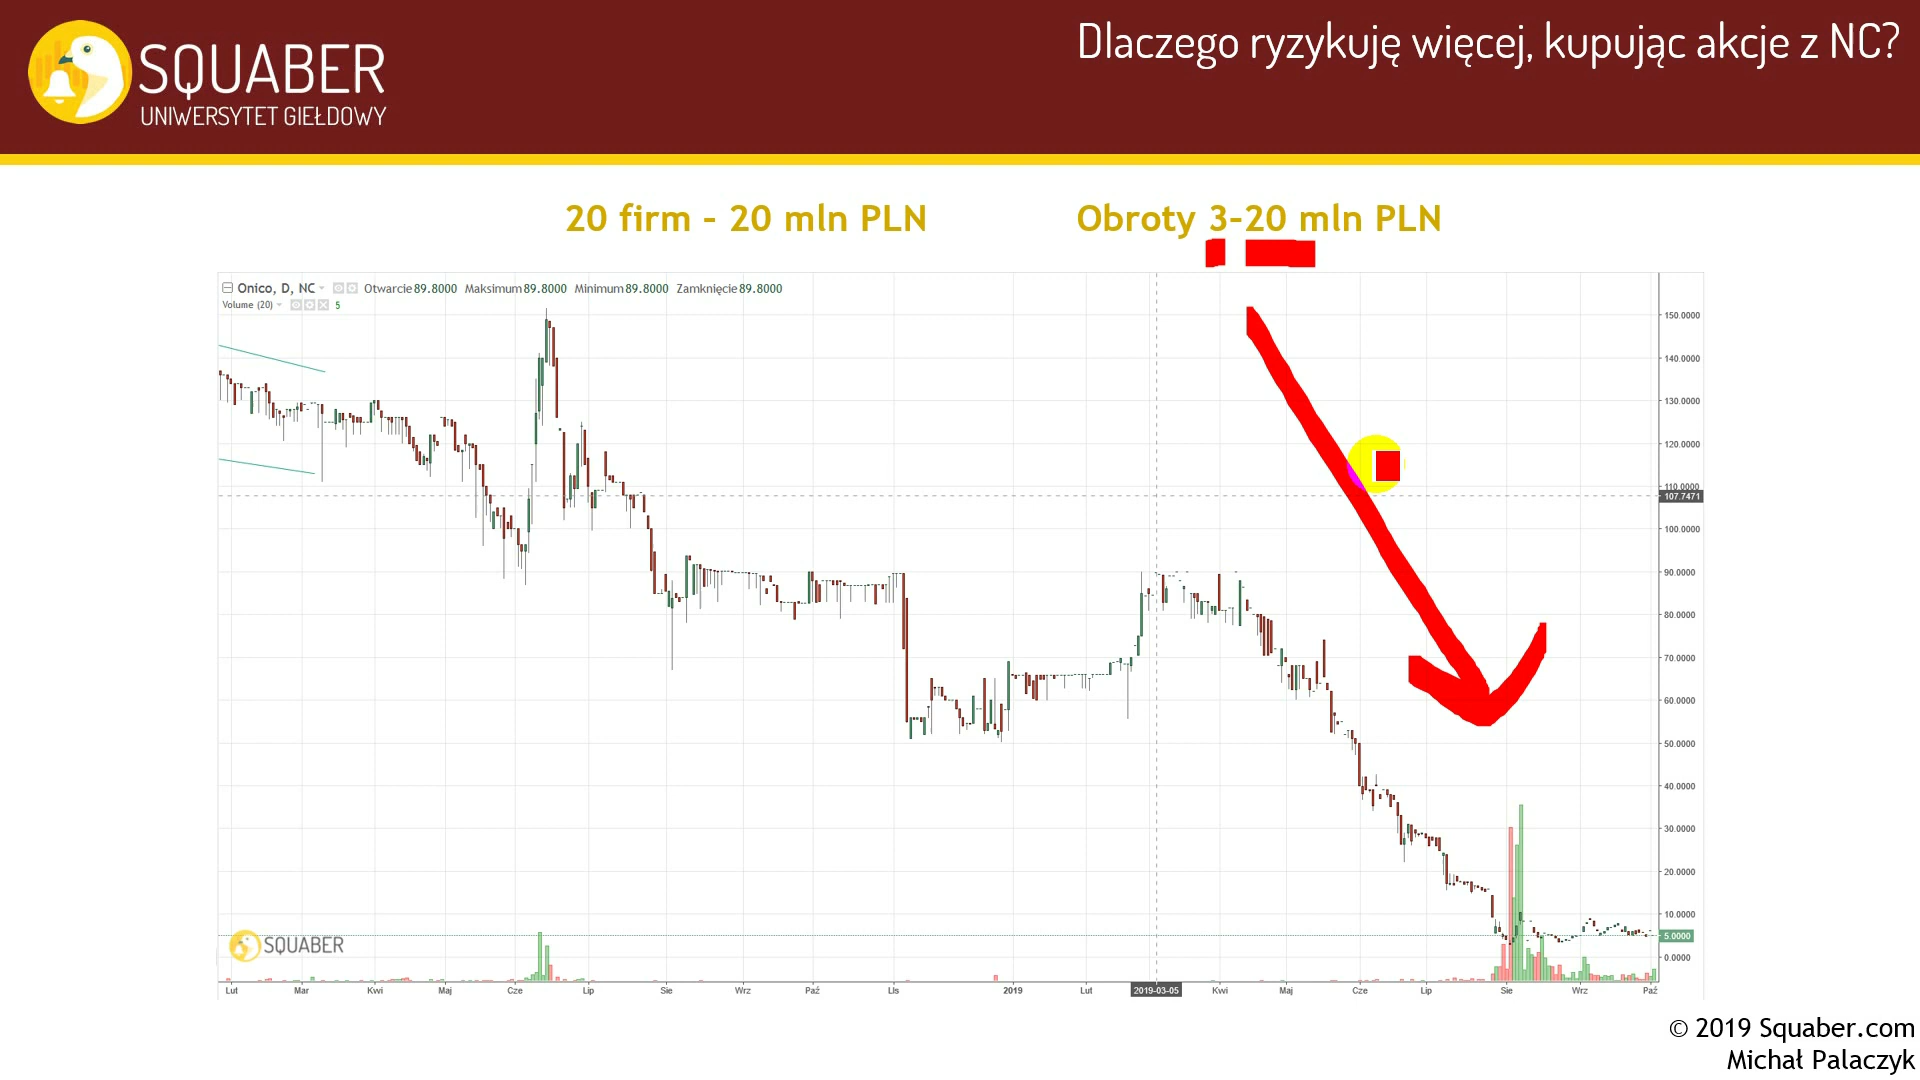 SQUABER
UNIWERSYTET GIEŁDOWY
Dlaczego ryzykuję więcej, kupując akcje z NC?
20 firm - 20 mln PLN
Obroty 3-20 mln PLN
Onico, D, NC Otwarcie 89.8000 Maksimum 89.8000 Minimum 89.8000 Zamknięcie 89.8000
Volume (20) 5
150.0000
140.0000
130.0000
120.0000
110.0000
107.7471
100.0000
90.0000
80.0000
70.0000
60.0000
50.0000
40.0000
30.0000
20.0000
10.0000
5.0000
0.0000
SQUABER
Lut Mar Kwi Maj Cze Lip Sie Wrz Paź Lis 2019 Lut 2019-03-05 Kwi Maj Cze Lip Sie Wrz Paź
© 2019 Squaber.com
Michał Palaczyk